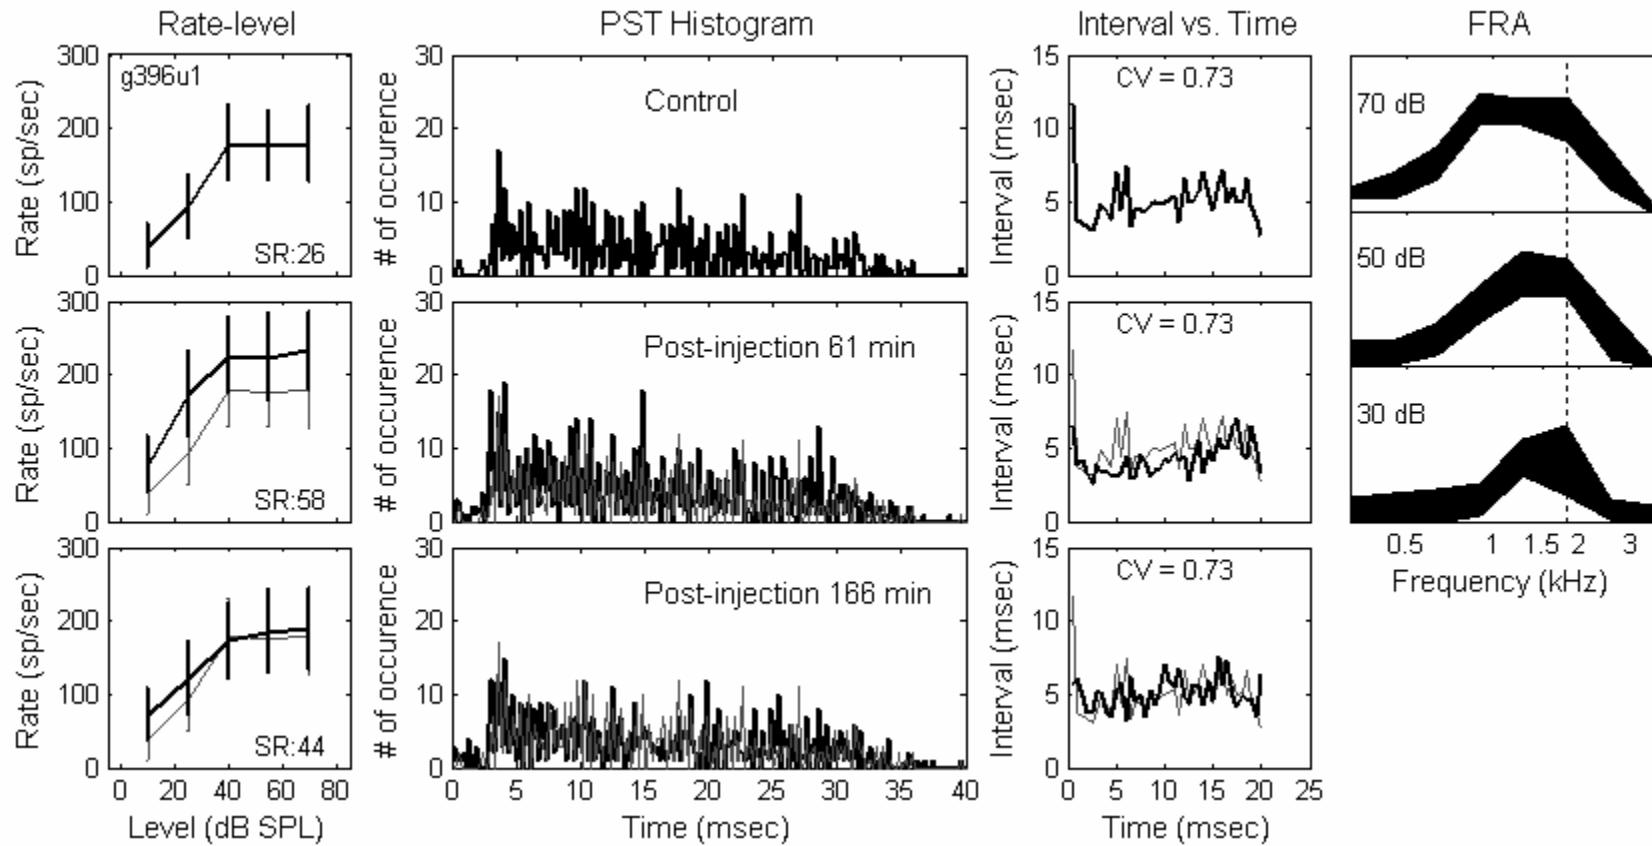 Rate-level
PST Histogram
Interval vs. Time
FRA
Rate (sp/sec)
300
200
100
0
g396u1
SR:26
# of occurence
30
20
10
0
Control
Interval (msec)
15
10
5
0
CV = 0.73
70 dB
50 dB
30 dB
0.5
1
1.5
2
3
Frequency (kHz)
Rate (sp/sec)
300
200
100
0
SR:58
# of occurence
30
20
10
0
Post-injection 61 min
Interval (msec)
15
10
5
0
CV = 0.73
Rate (sp/sec)
300
200
100
0
SR:44
0 20 40 60 80
Level (dB SPL)
# of occurence
30
20
10
0
Post-injection 166 min
0 5 10 15 20 25 30 35 40
Time (msec)
Interval (msec)
15
10
5
0
CV = 0.73
0 5 10 15 20 25
Time (msec)